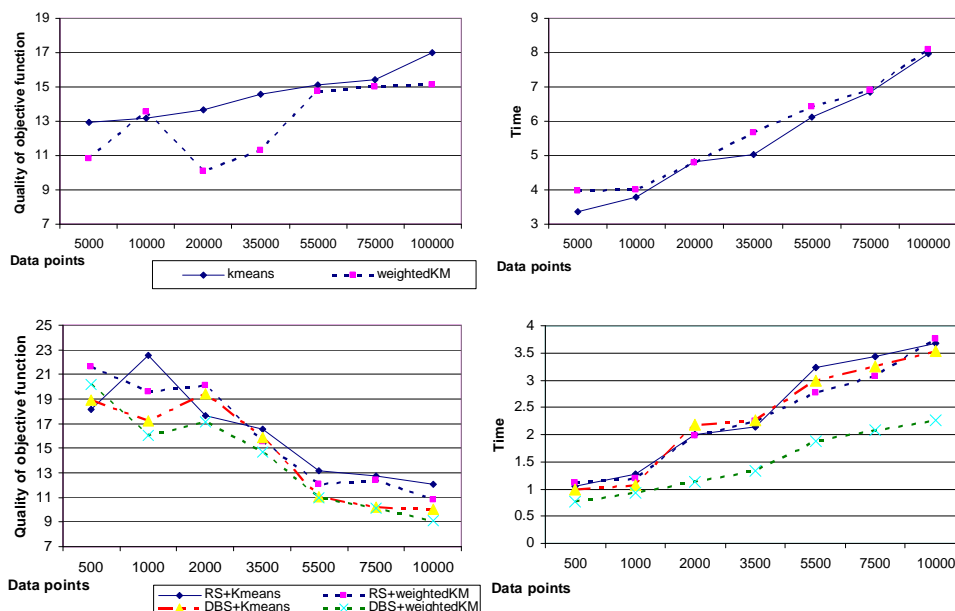 Quality of objective function
19
17
15
13
11
9
7
5000 10000 20000 35000 55000 75000 100000
Data points
kmeans weightedKM
Time
9
8
7
6
5
4
3
5000 10000 20000 35000 55000 75000 100000
Data points
Quality of objective function
25
23
21
19
17
15
13
11
9
7
500 1000 2000 3500 5500 7500 10000
Data points
RS+Kmeans RS+weightedKM
DBS+Kmeans DBS+weightedKM
Time
4
3.5
3
2.5
2
1.5
1
0.5
0
500 1000 2000 3500 5500 7500 10000
Data points